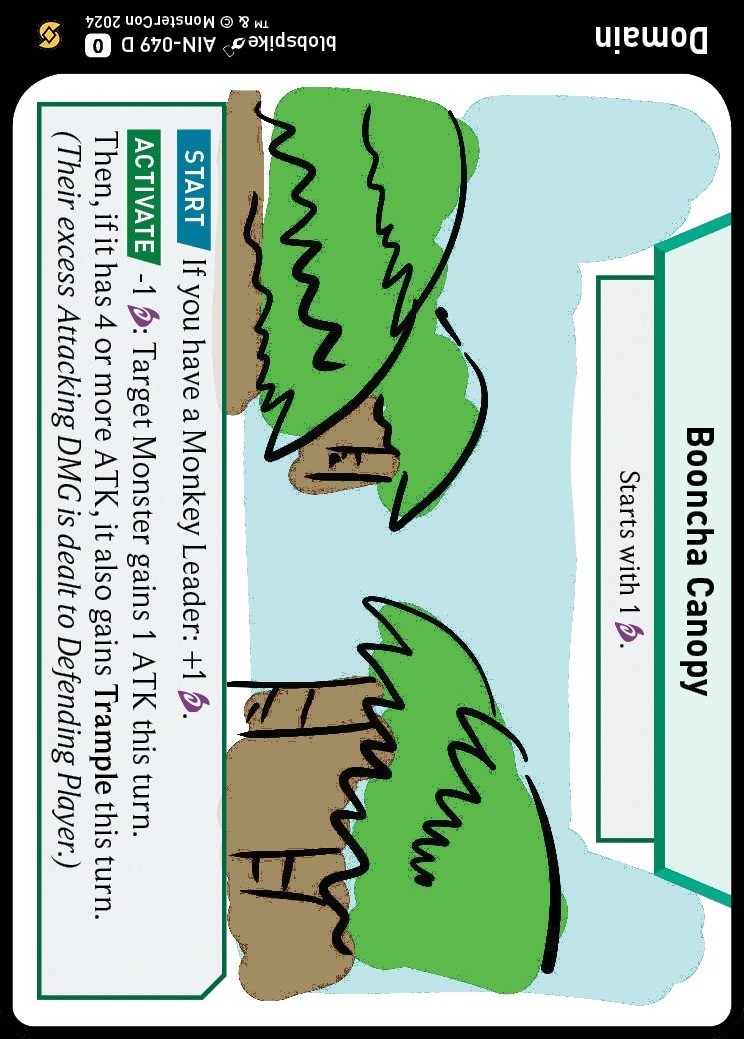 Booncha Canopy
Starts with 1 .
START If you have a Monkey Leader: +1 .
ACTIVATE -1 : Target Monster gains 1 ATK this turn.
Then, if it has 4 or more ATK, it also gains Trample this turn.
(Their excess Attacking DMG is dealt to Defending Player.)
Domain
blobspike AIN-049 D 0
™ & © MonsterCon 2024